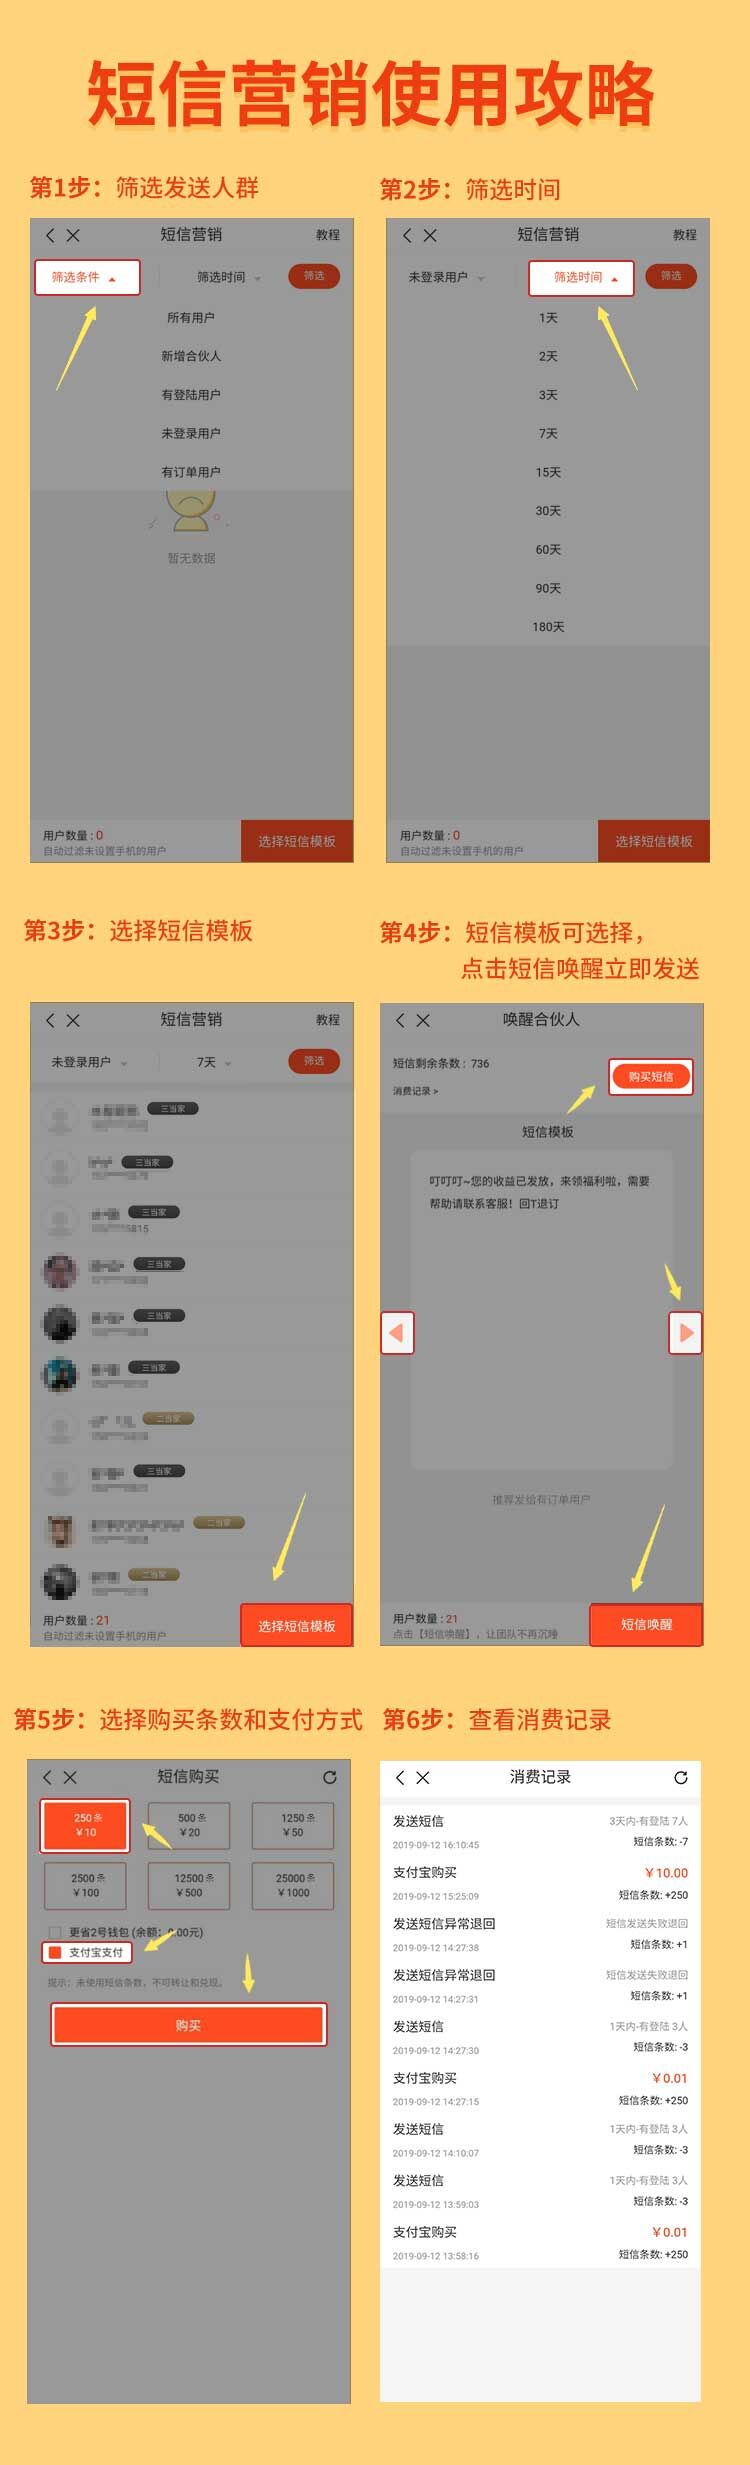 短信营销使用攻略
第1步：筛选发送人群
短信营销 教程
筛选条件 筛选时间 筛选
所有用户
新增合伙人
有登陆用户
未登录用户
有订单用户
暂无数据
用户数量 : 0
自动过滤未设置手机的用户
选择短信模板
第2步：筛选时间
短信营销 教程
未登录用户 筛选时间 筛选
1天
2天
3天
7天
15天
30天
60天
90天
180天
用户数量 : 0
自动过滤未设置手机的用户
选择短信模板
第3步：选择短信模板
短信营销 教程
未登录用户 7天 筛选
三当家
三当家
三当家
5815
三当家
三当家
三当家
二当家
三当家
二当家
二当家
用户数量 : 21
自动过滤未设置手机的用户
选择短信模板
第4步：短信模板可选择，
点击短信唤醒立即发送
唤醒合伙人
短信剩余条数：736
消费记录 >
购买短信
短信模板
叮叮叮~您的收益已发放，来领福利啦，需要
帮助请联系客服！回T退订
推荐发给有订单用户
用户数量 : 21
点击【短信唤醒】，让团队不再沉睡
短信唤醒
第5步：选择购买条数和支付方式
短信购买
250 条 500 条 1250 条
￥10 ￥20 ￥50
2500 条 12500 条 25000 条
￥100 ￥500 ￥1000
更省2号钱包 (余额：0.00元)
支付宝支付
提示：未使用短信条数，不可转让和兑现。
购买
第6步：查看消费记录
消费记录
发送短信 3天内-有登陆 7人
2019-09-12 16:10:45 短信条数: -7
支付宝购买 ￥10.00
2019-09-12 15:25:09 短信条数: +250
发送短信异常退回 短信发送失败退回
2019-09-12 14:27:38 短信条数: +1
发送短信异常退回 短信发送失败退回
2019-09-12 14:27:31 短信条数: +1
发送短信 1天内-有登陆 3人
2019-09-12 14:27:30 短信条数: -3
支付宝购买 ￥0.01
2019-09-12 14:27:15 短信条数: +250
发送短信 1天内-有登陆 3人
2019-09-12 14:10:07 短信条数: -3
发送短信 1天内-有登陆 3人
2019-09-12 13:59:03 短信条数: -3
支付宝购买 ￥0.01
2019-09-12 13:58:16 短信条数: +250